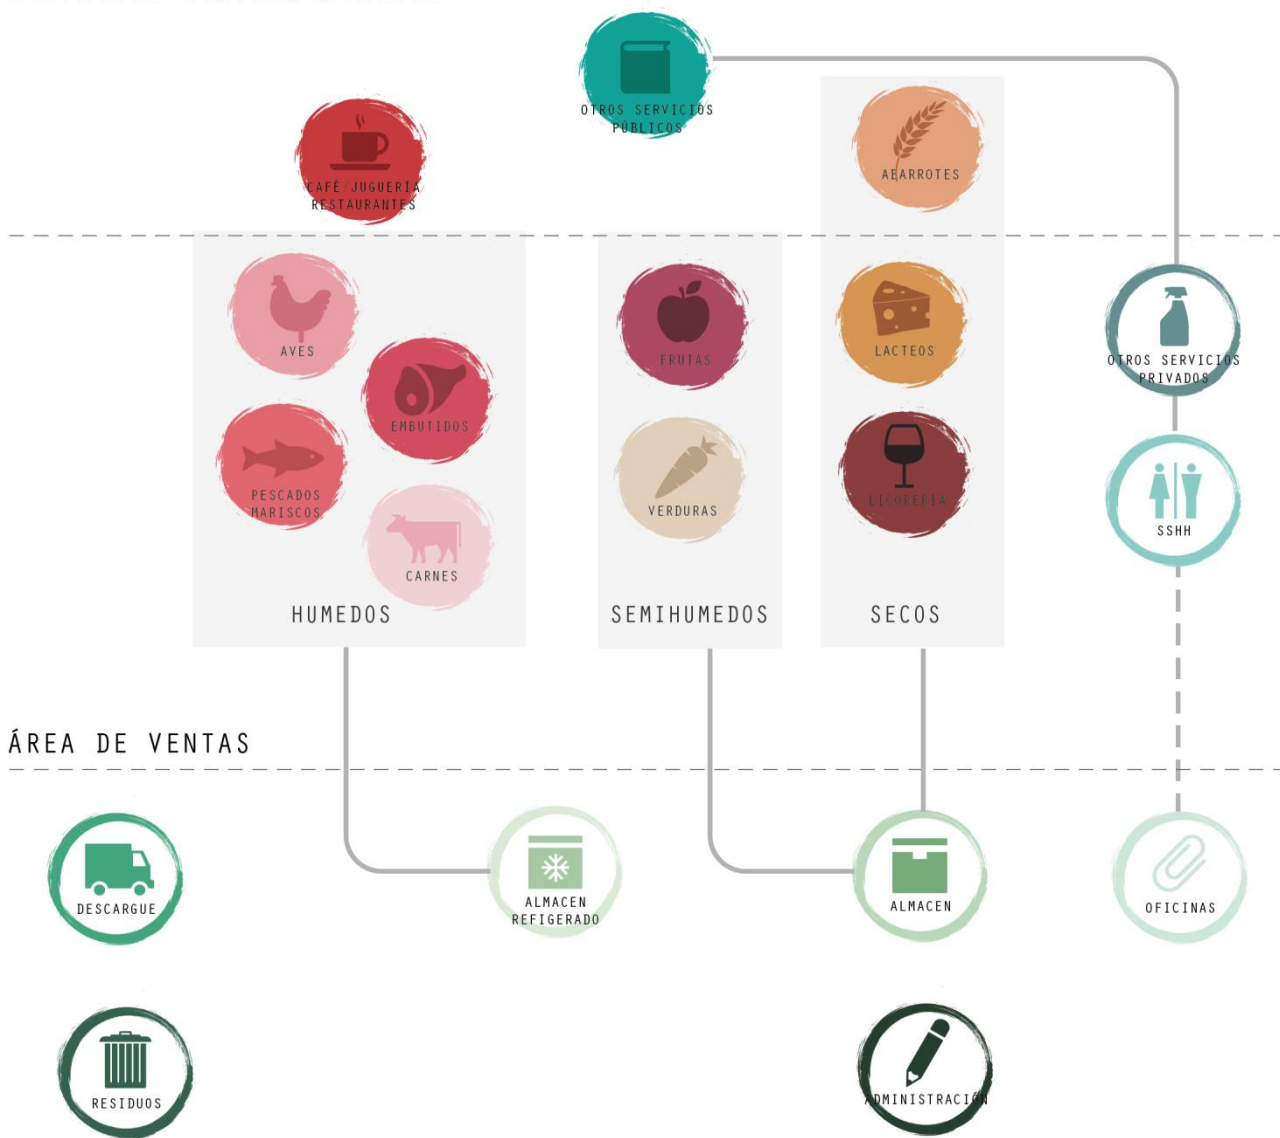 OTROS SERVICIOS
PÚBLICOS
CAFÉ/JUGUERÍA
RESTAURANTES
ABARROTES
AVES
EMBUTIDOS
PESCADOS
MARISCOS
CARNES
HUMEDOS
FRUTAS
VERDURAS
SEMIHUMEDOS
LACTEOS
LICORERÍA
SECOS
OTROS SERVICIOS
PRIVADOS
SSHH
ÁREA DE VENTAS
DESCARGUE
ALMACEN
REFIGERADO
ALMACEN
OFICINAS
RESIDUOS
ADMINISTRACIÓN